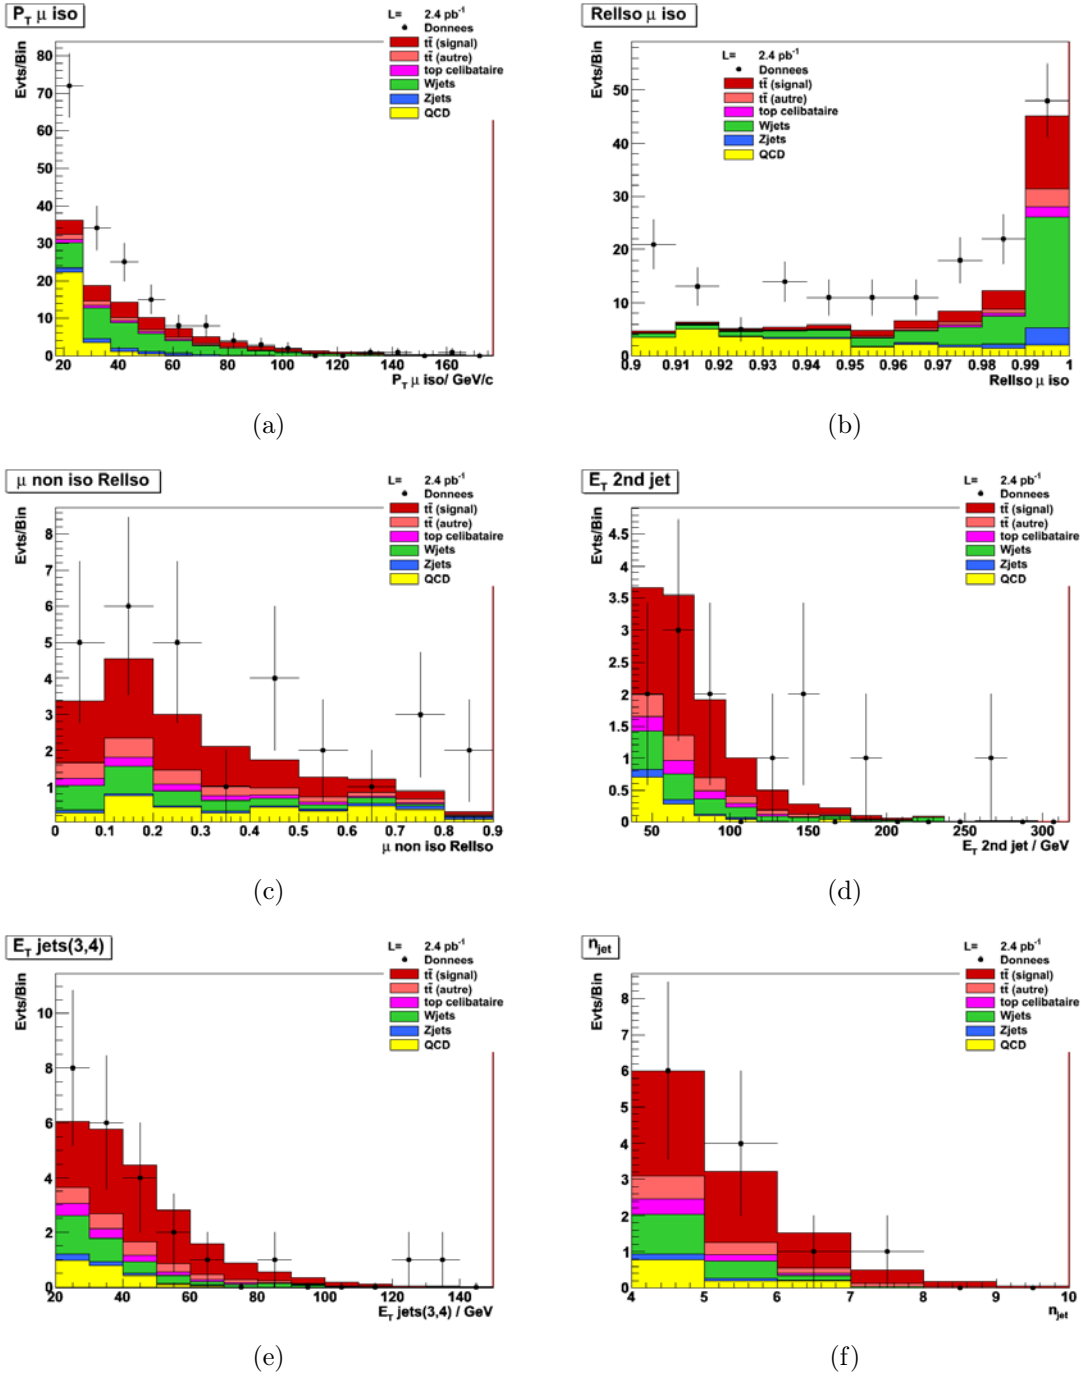 P_T μ iso
L= 2.4 pb⁻¹
Donnees
tt̄ (signal)
tt̄ (autre)
top celibataire
Wjets
Zjets
QCD
Evts/Bin
80
70
60
50
40
30
20
10
0
20 40 60 80 100 120 140 160
P_T μ iso/ GeV/c
(a)
RelIso μ iso
L= 2.4 pb⁻¹
Donnees
tt̄ (signal)
tt̄ (autre)
top celibataire
Wjets
Zjets
QCD
Evts/Bin
50
40
30
20
10
0
0.9 0.91 0.92 0.93 0.94 0.95 0.96 0.97 0.98 0.99 1
RelIso μ iso
(b)
μ non iso RelIso
L= 2.4 pb⁻¹
Donnees
tt̄ (signal)
tt̄ (autre)
top celibataire
Wjets
Zjets
QCD
Evts/Bin
8
7
6
5
4
3
2
1
0 0.1 0.2 0.3 0.4 0.5 0.6 0.7 0.8 0.9
μ non iso RelIso
(c)
E_T 2nd jet
L= 2.4 pb⁻¹
Donnees
tt̄ (signal)
tt̄ (autre)
top celibataire
Wjets
Zjets
QCD
Evts/Bin
4.5
4
3.5
3
2.5
2
1.5
1
0.5
0
50 100 150 200 250 300
E_T 2nd jet / GeV
(d)
E_T jets(3,4)
L= 2.4 pb⁻¹
Donnees
tt̄ (signal)
tt̄ (autre)
top celibataire
Wjets
Zjets
QCD
Evts/Bin
10
8
6
4
2
0
20 40 60 80 100 120 140
E_T jets(3,4) / GeV
(e)
n_jet
L= 2.4 pb⁻¹
Donnees
tt̄ (signal)
tt̄ (autre)
top celibataire
Wjets
Zjets
QCD
Evts/Bin
8
7
6
5
4
3
2
1
0
4 5 6 7 8 9 10
n_jet
(f)